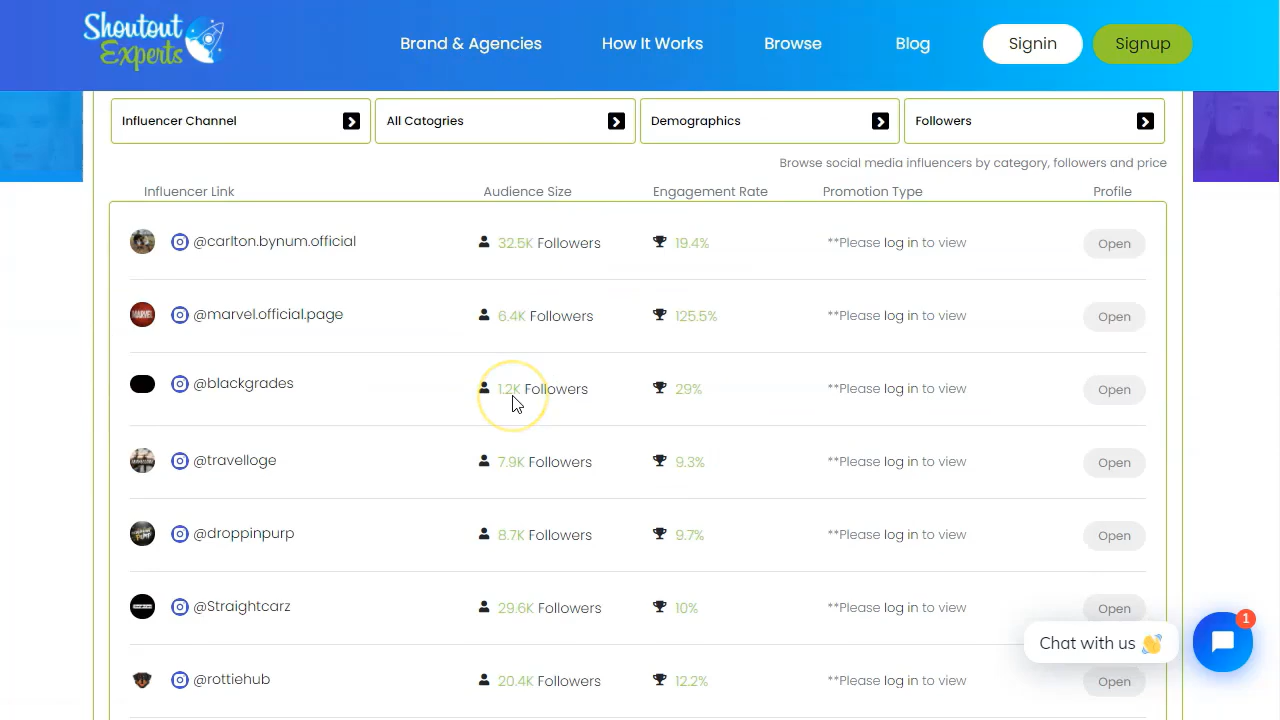 Shoutout
Experts
Brand & Agencies How It Works Browse Blog Signin Signup
Influencer Channel All Catogries Demographics Followers
Browse social media influencers by category, followers and price
Influencer Link Audience Size Engagement Rate Promotion Type Profile
@carlton.bynum.official 32.5K Followers 19.4% **Please log in to view Open
MARVEL @marvel.official.page 6.4K Followers 125.5% **Please log in to view Open
@blackgrades 1.2K Followers 29% **Please log in to view Open
@travelloge 7.9K Followers 9.3% **Please log in to view Open
@droppinpurp 8.7K Followers 9.7% **Please log in to view Open
@Straightcarz 29.6K Followers 10% **Please log in to view Open
1
Chat with us 👋
@rottiehub 20.4K Followers 12.2% **Please log in to view Open